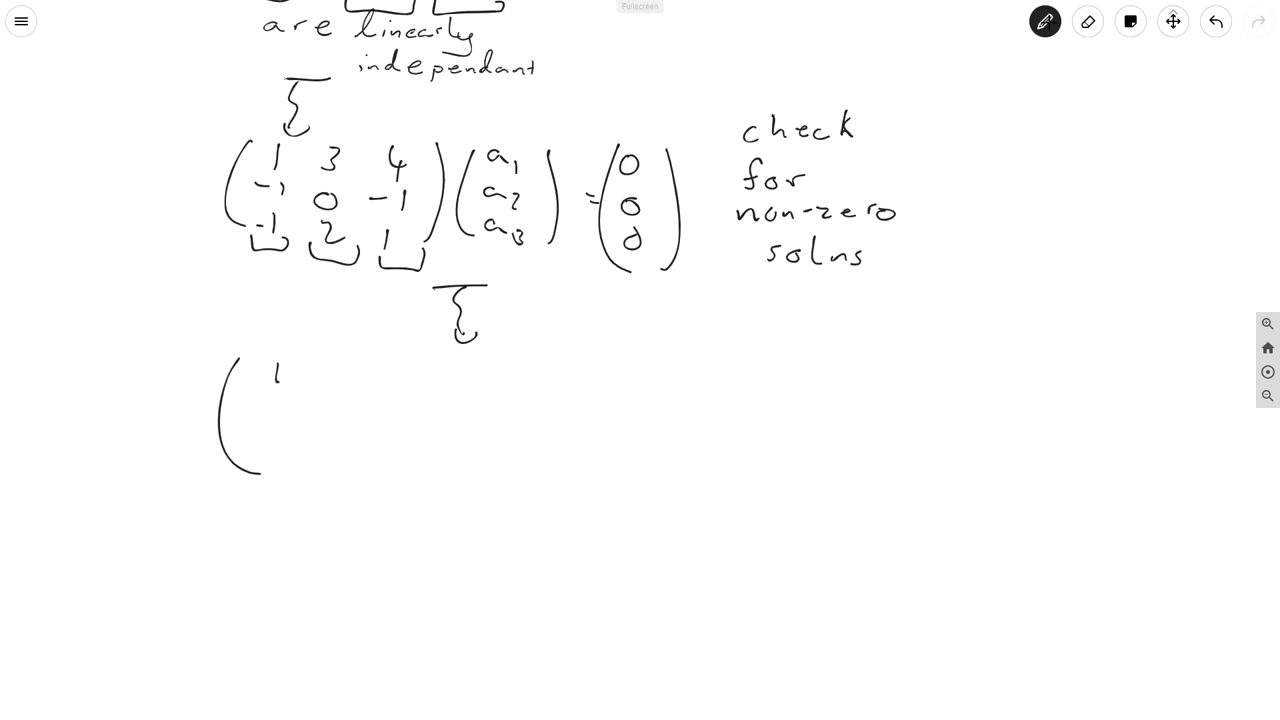 Fullscreen
are linearly
independant
( 1 3 4 ) ( a1 ) = ( 0 )
( -1 0 -1 ) ( a2 ) ( 0 )
( -1 2 1 ) ( a3 ) ( 0 )
check
for
non-zero
solns
( 1